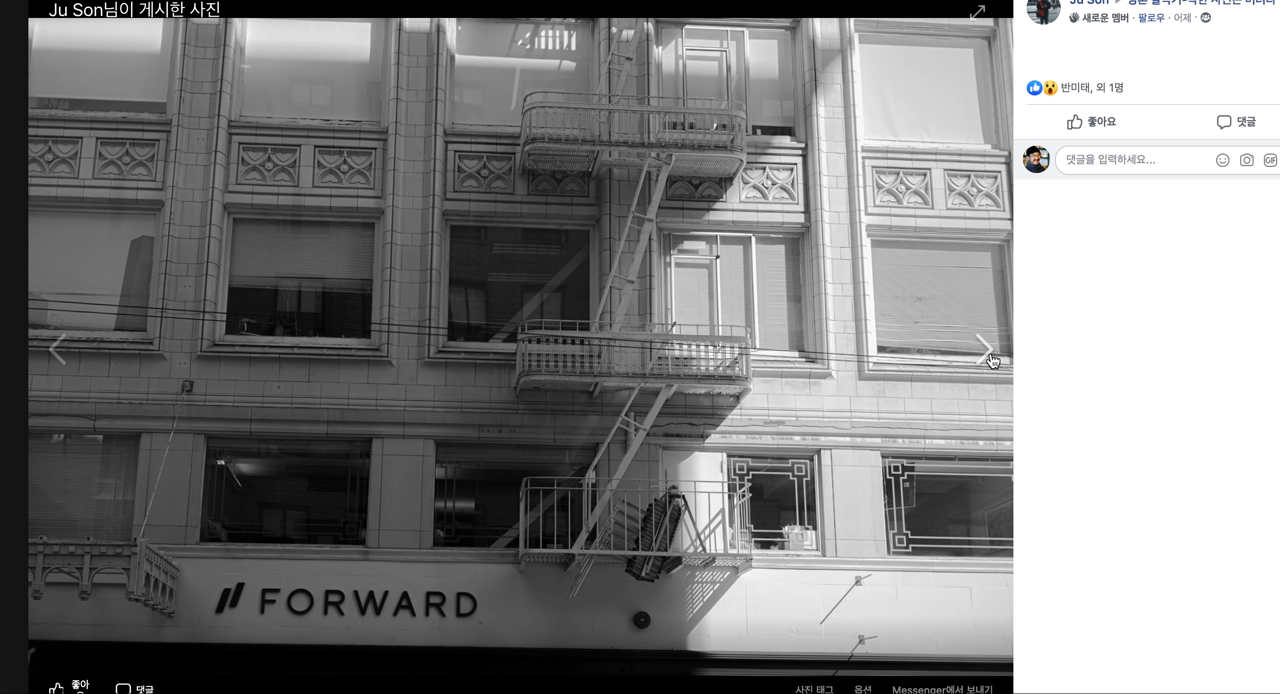 Ju Son님이 게시한 사진
Ju Son
새로운 멤버 · 팔로우 · 어제 ·
반미태, 외 1명
좋아요
댓글
댓글을 입력하세요...
GIF
FORWARD
좋아
댓글
사진 태그
옵션
Messenger에서 보내기